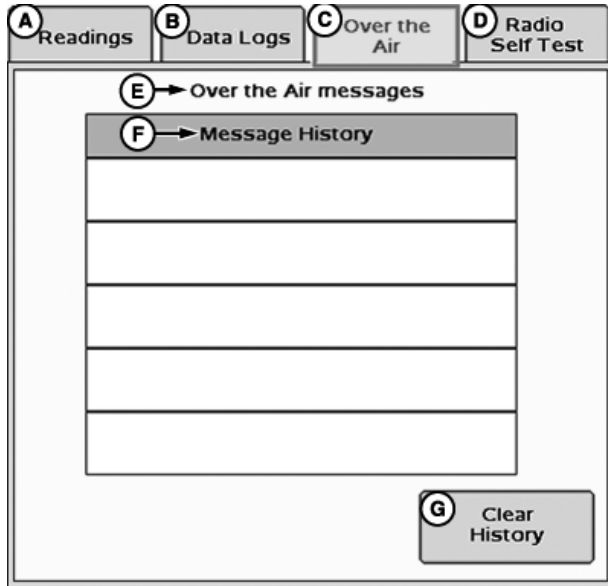 A
Readings
B
Data Logs
C
Over the
Air
D
Radio
Self Test
E
Over the Air messages
F
Message History
G
Clear
History